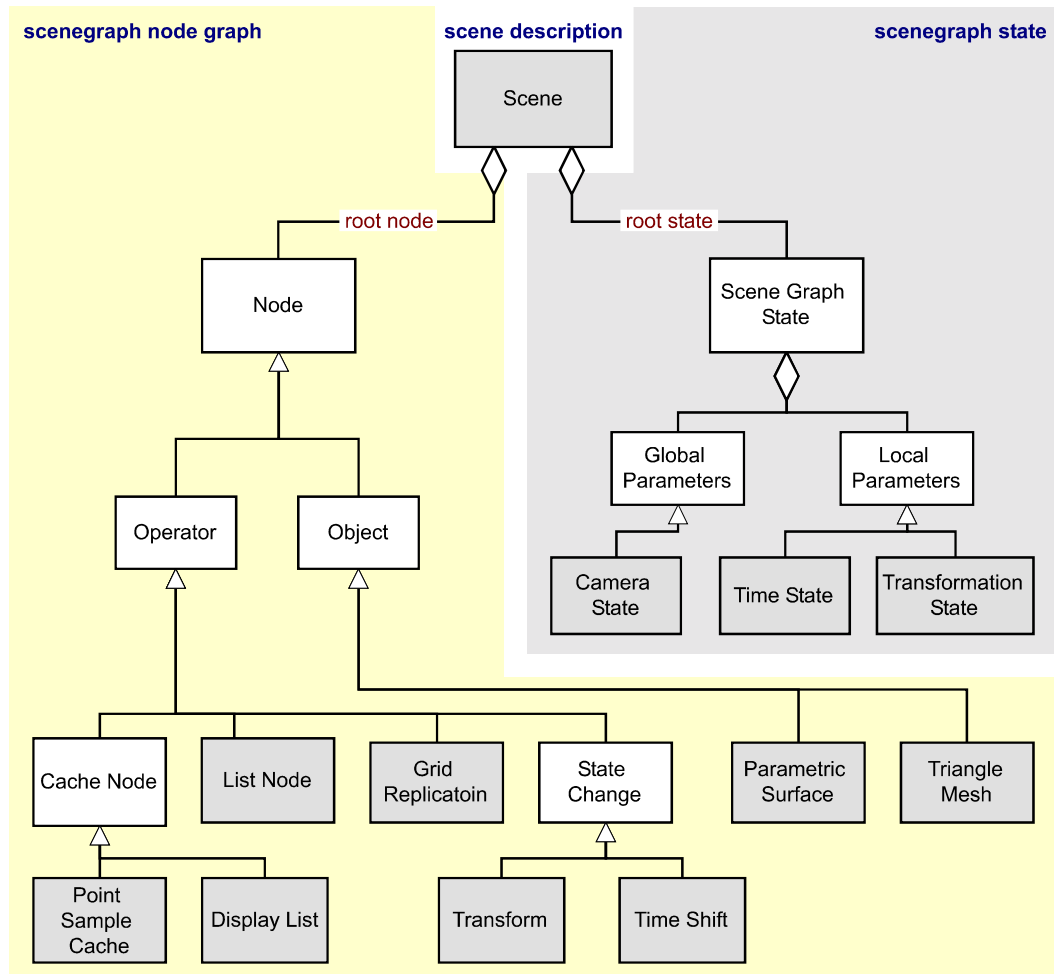 scenegraph node graph
scene description
scenegraph state
Scene
root node
root state
Node
Scene Graph
State
Global
Parameters
Local
Parameters
Operator
Object
Camera
State
Time State
Transformation
State
Cache Node
List Node
Grid
Replicatoin
State
Change
Parametric
Surface
Triangle
Mesh
Point
Sample
Cache
Display List
Transform
Time Shift